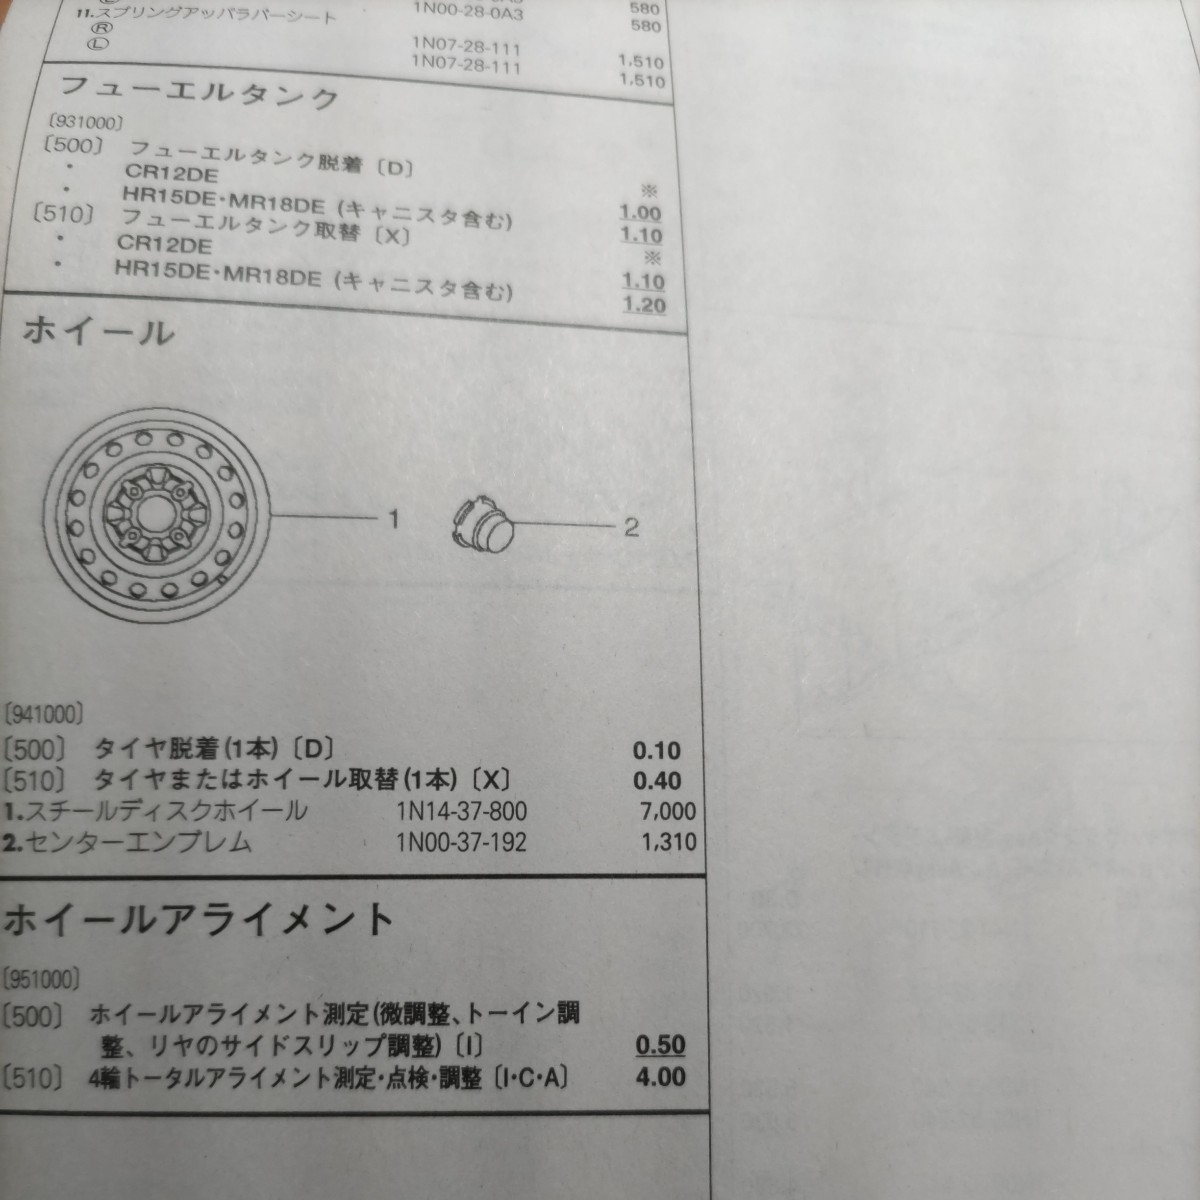 11.スプリングアッパラバーシート
1N00-28-0A3 580
Ⓡ 580
Ⓛ 1N07-28-111 1,510
1N07-28-111 1,510
フューエルタンク
〔931000〕
〔500〕 フューエルタンク脱着〔D〕 ※
・ CR12DE 1.00
・ HR15DE・MR18DE (キャニスタ含む) 1.10
〔510〕 フューエルタンク取替〔X〕 ※
・ CR12DE 1.10
・ HR15DE・MR18DE (キャニスタ含む) 1.20
ホイール
1
2
〔941000〕
〔500〕 タイヤ脱着(1本)〔D〕 0.10
〔510〕 タイヤまたはホイール取替(1本)〔X〕 0.40
1.スチールディスクホイール 1N14-37-800 7,000
2.センターエンブレム 1N00-37-192 1,310
ホイールアライメント
〔951000〕
〔500〕 ホイールアライメント測定(微調整、トーイン調
整、リヤのサイドスリップ調整)〔I〕 0.50
〔510〕 4輪トータルアライメント測定・点検・調整〔I・C・A〕 4.00